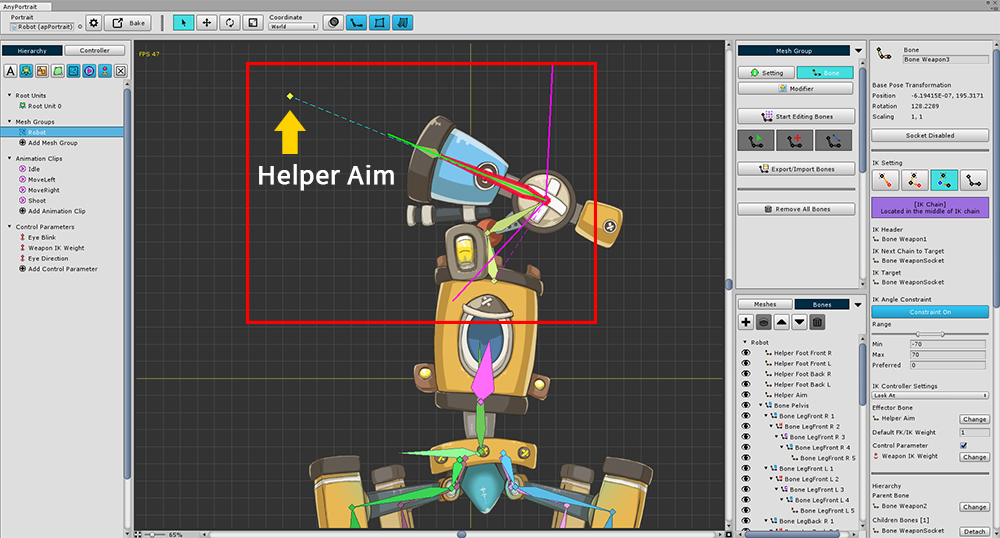 AnyPortrait
Portrait
Robot (apPortrait)
Bake
Coordinate
World
Hierarchy
Controller
Root Units
Root Unit 0
Mesh Groups
Robot
Add Mesh Group
Animation Clips
Idle
MoveLeft
MoveRight
Shoot
Add Animation Clip
Control Parameters
Eye Blink
Weapon IK Weight
Eye Direction
Add Control Parameter
FPS 47
Helper Aim
65%
Mesh Group
Setting
Bone
Modifier
Start Editing Bones
Export/Import Bones
Remove All Bones
Meshes
Bones
Robot
Helper Foot Front R
Helper Foot Front L
Helper Foot Back R
Helper Foot Back L
Helper Aim
Bone Pelvis
Bone LegFront R 1
Bone LegFront R 2
Bone LegFront R 3
Bone LegFront R 4
Bone LegFront R 5
Bone LegFront L 1
Bone LegFront L 2
Bone LegFront L 3
Bone LegFront L 4
Bone LegFront L 5
Bone LegBack R 1
Bone
Bone Weapon3
Base Pose Transformation
Position -6.19415E-07, 195.3171
Rotation 128.2289
Scaling 1, 1
Socket Disabled
IK Setting
[IK Chain]
Located in the middle of IK chain
IK Header
Bone Weapon1
IK Next Chain to Target
Bone WeaponSocket
IK Target
Bone WeaponSocket
IK Angle Constraint
Constraint On
Range
Min -70
Max 70
Preferred 0
IK Controller Settings
Look At
Effector Bone
Helper Aim Change
Default FK/IK Weight 1
Control Parameter
Weapon IK Weight Change
Hierarchy
Parent Bone
Bone Weapon2 Change
Children Bones [1]
Bone WeaponSocket Detach